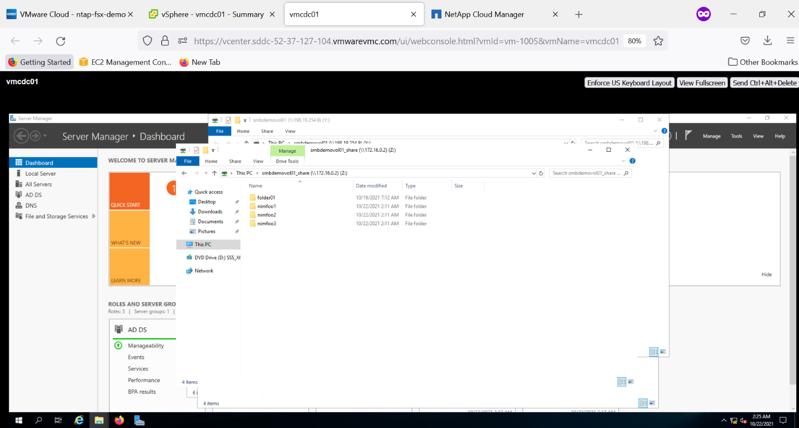 VMware Cloud - ntap-fsx-demo
vSphere - vmcdc01 - Summary
vmcdc01
NetApp Cloud Manager
https://vcenter.sddc-52-37-127-104.vmwarevmc.com/ui/webconsole.html?vmId=vm-1005&vmName=vmcdc01
80%
Getting Started
EC2 Management Con...
New Tab
Other Bookmarks
vmcdc01
Enforce US Keyboard Layout
View Fullscreen
Send Ctrl+Alt+Delete
Server Manager
Server Manager
Dashboard
Manage
Tools
View
Help
File
Home
Share
View
Dashboard
Local Server
All Servers
AD DS
DNS
File and Storage Services
WELCOME TO SERVER MA
QUICK START
1
WHAT'S NEW
LEARN MORE
Hide
Manage
smbdemovol01_share (\\172.16.0.2) (Z:)
File
Home
Share
View
Drive Tools
This PC
smbdemovol01_share (\\172.16.0.2) (Z:)
Search smbdemovol01_share ...
Name
Date modified
Type
Size
Quick access
Desktop
Downloads
Documents
Pictures
This PC
DVD Drive (D:) SSS_X6
Network
folder01
10/18/2021 7:12 AM
File folder
nimfoo1
10/22/2021 2:11 AM
File folder
nimfoo2
10/22/2021 2:11 AM
File folder
nimfoo3
10/22/2021 2:11 AM
File folder
4 items
4 items
ROLES AND SERVER GROU
Roles: 3 | Server groups: 1 |
AD DS
Manageability
Events
Services
Performance
BPA results
2:25 AM
10/22/2021